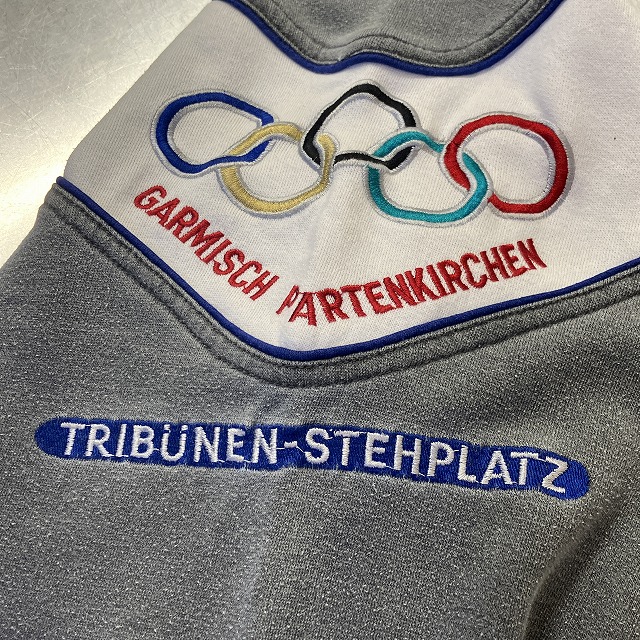 GARMISCH PARTENKIRCHEN
TRIBÜNEN-STEHPLATZ